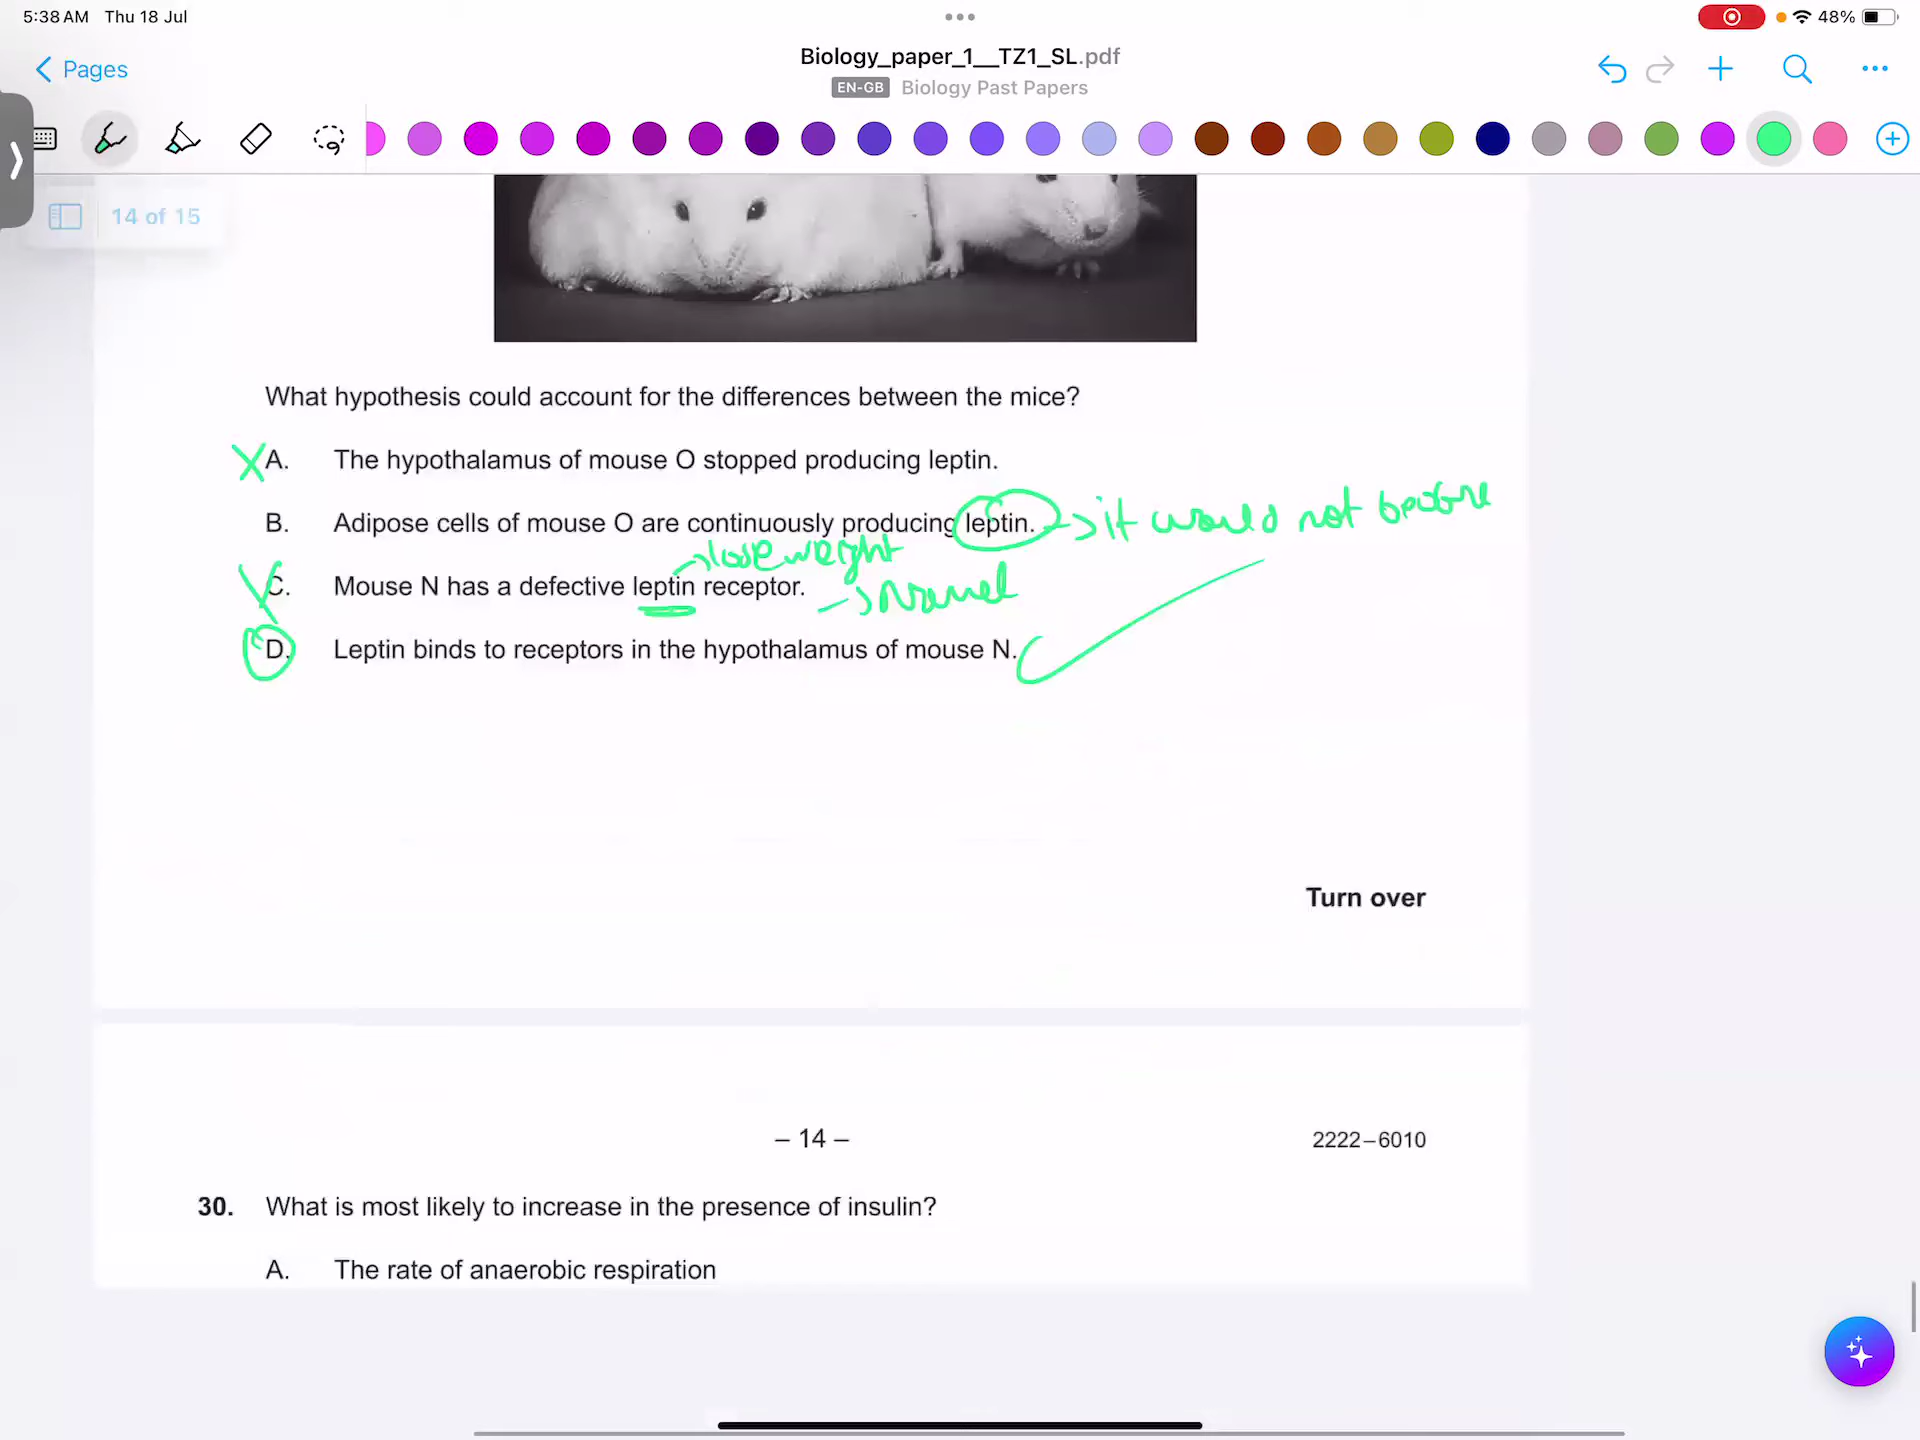 5:38 AM Thu 18 Jul
48%
Pages
Biology_paper_1__TZ1_SL.pdf
EN-GB Biology Past Papers
14 of 15
What hypothesis could account for the differences between the mice?
X A. The hypothalamus of mouse O stopped producing leptin.
B. Adipose cells of mouse O are continuously producing leptin. → it would not
→ lose weight
C. Mouse N has a defective leptin receptor. → Normal
D. Leptin binds to receptors in the hypothalamus of mouse N.
Turn over
– 14 –
2222–6010
30. What is most likely to increase in the presence of insulin?
A. The rate of anaerobic respiration